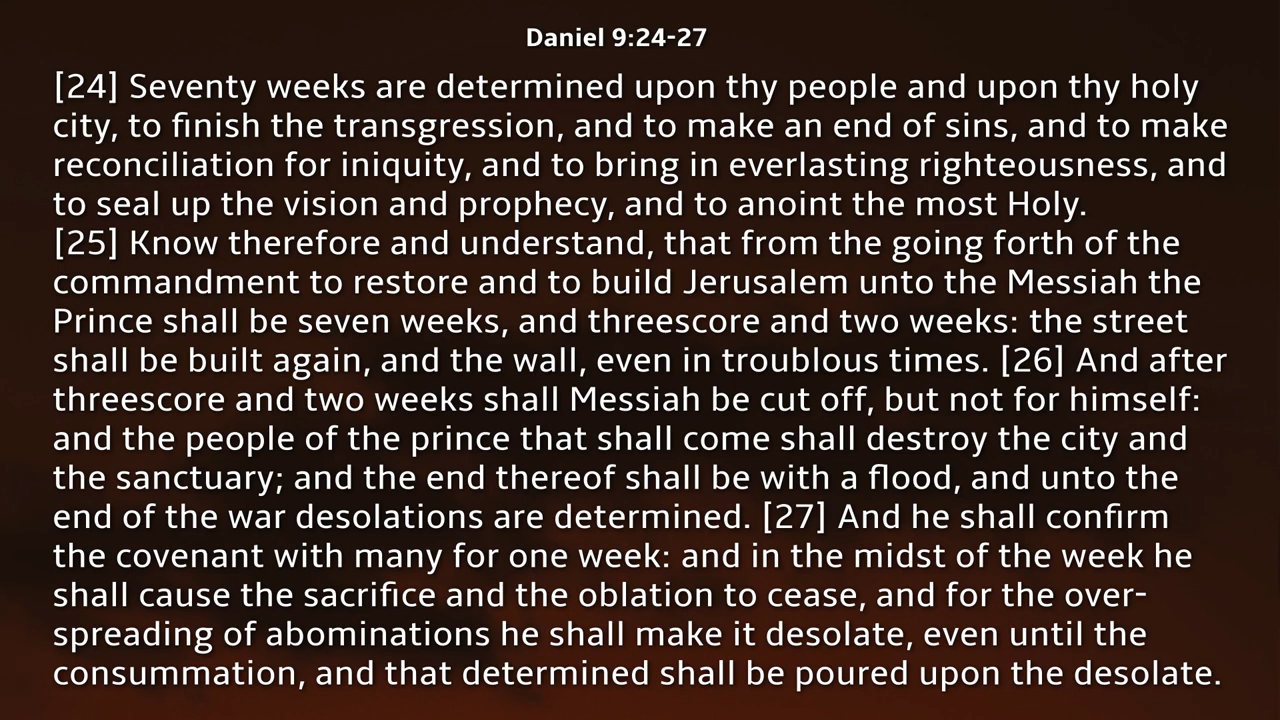 Daniel 9:24-27
[24] Seventy weeks are determined upon thy people and upon thy holy
city, to finish the transgression, and to make an end of sins, and to make
reconciliation for iniquity, and to bring in everlasting righteousness, and
to seal up the vision and prophecy, and to anoint the most Holy.
[25] Know therefore and understand, that from the going forth of the
commandment to restore and to build Jerusalem unto the Messiah the
Prince shall be seven weeks, and threescore and two weeks: the street
shall be built again, and the wall, even in troublous times. [26] And after
threescore and two weeks shall Messiah be cut off, but not for himself:
and the people of the prince that shall come shall destroy the city and
the sanctuary; and the end thereof shall be with a flood, and unto the
end of the war desolations are determined. [27] And he shall confirm
the covenant with many for one week: and in the midst of the week he
shall cause the sacrifice and the oblation to cease, and for the over-
spreading of abominations he shall make it desolate, even until the
consummation, and that determined shall be poured upon the desolate.